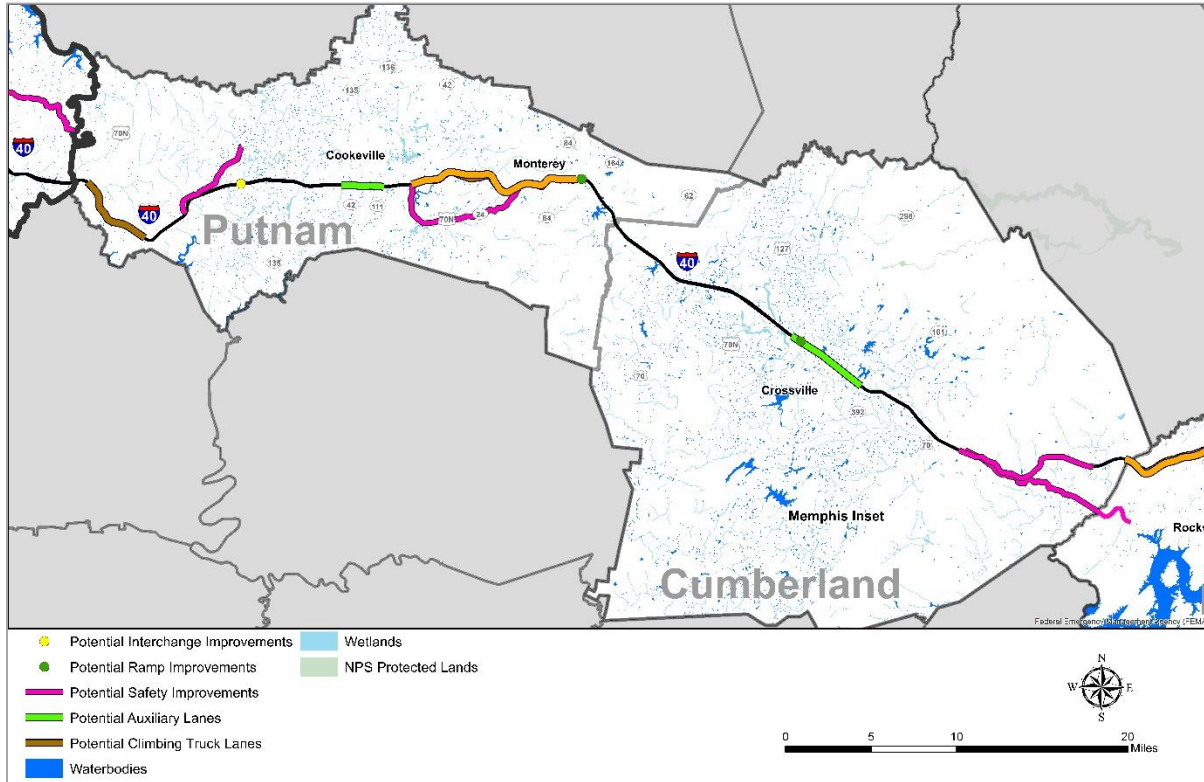 136
135
42
70N
40
84
Cookeville
Monterey
164
40
42
111
62
70N
24
84
298
Putnam
127
135
40
101
70N
70
Crossville
392
70
Memphis Inset
Cumberland
Rockw
Federal Emergency Management Agency (FEMA
Potential Interchange Improvements
Wetlands
Potential Ramp Improvements
NPS Protected Lands
Potential Safety Improvements
Potential Auxiliary Lanes
Potential Climbing Truck Lanes
Waterbodies
N
W E
S
0 5 10 20
Miles